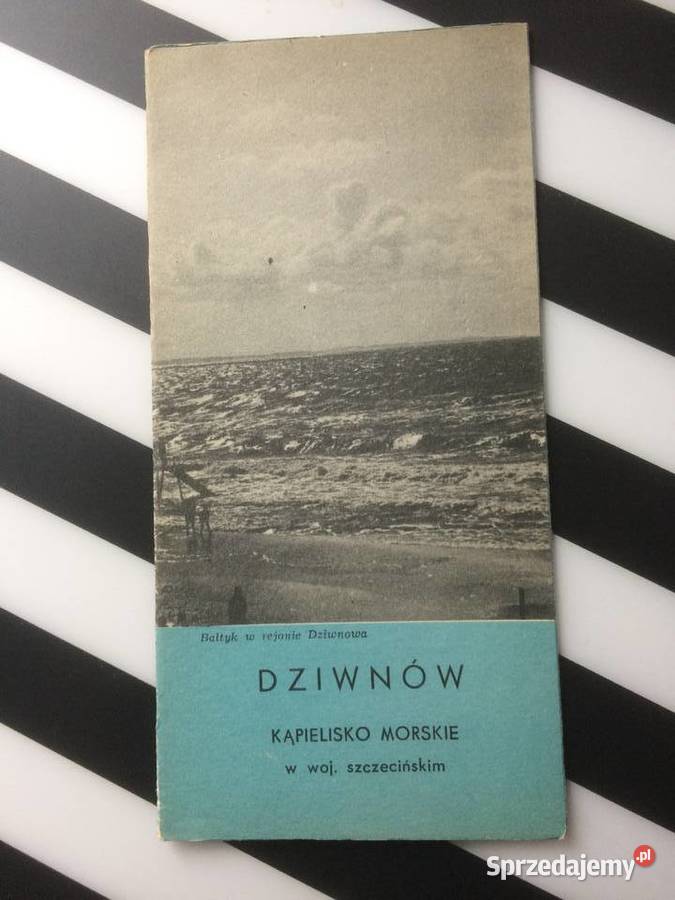 Bałtyk w rejonie Dziwnowa
DZIWNÓW
KĄPIELISKO MORSKIE
w woj. szczecińskim
Sprzedajemy.pl